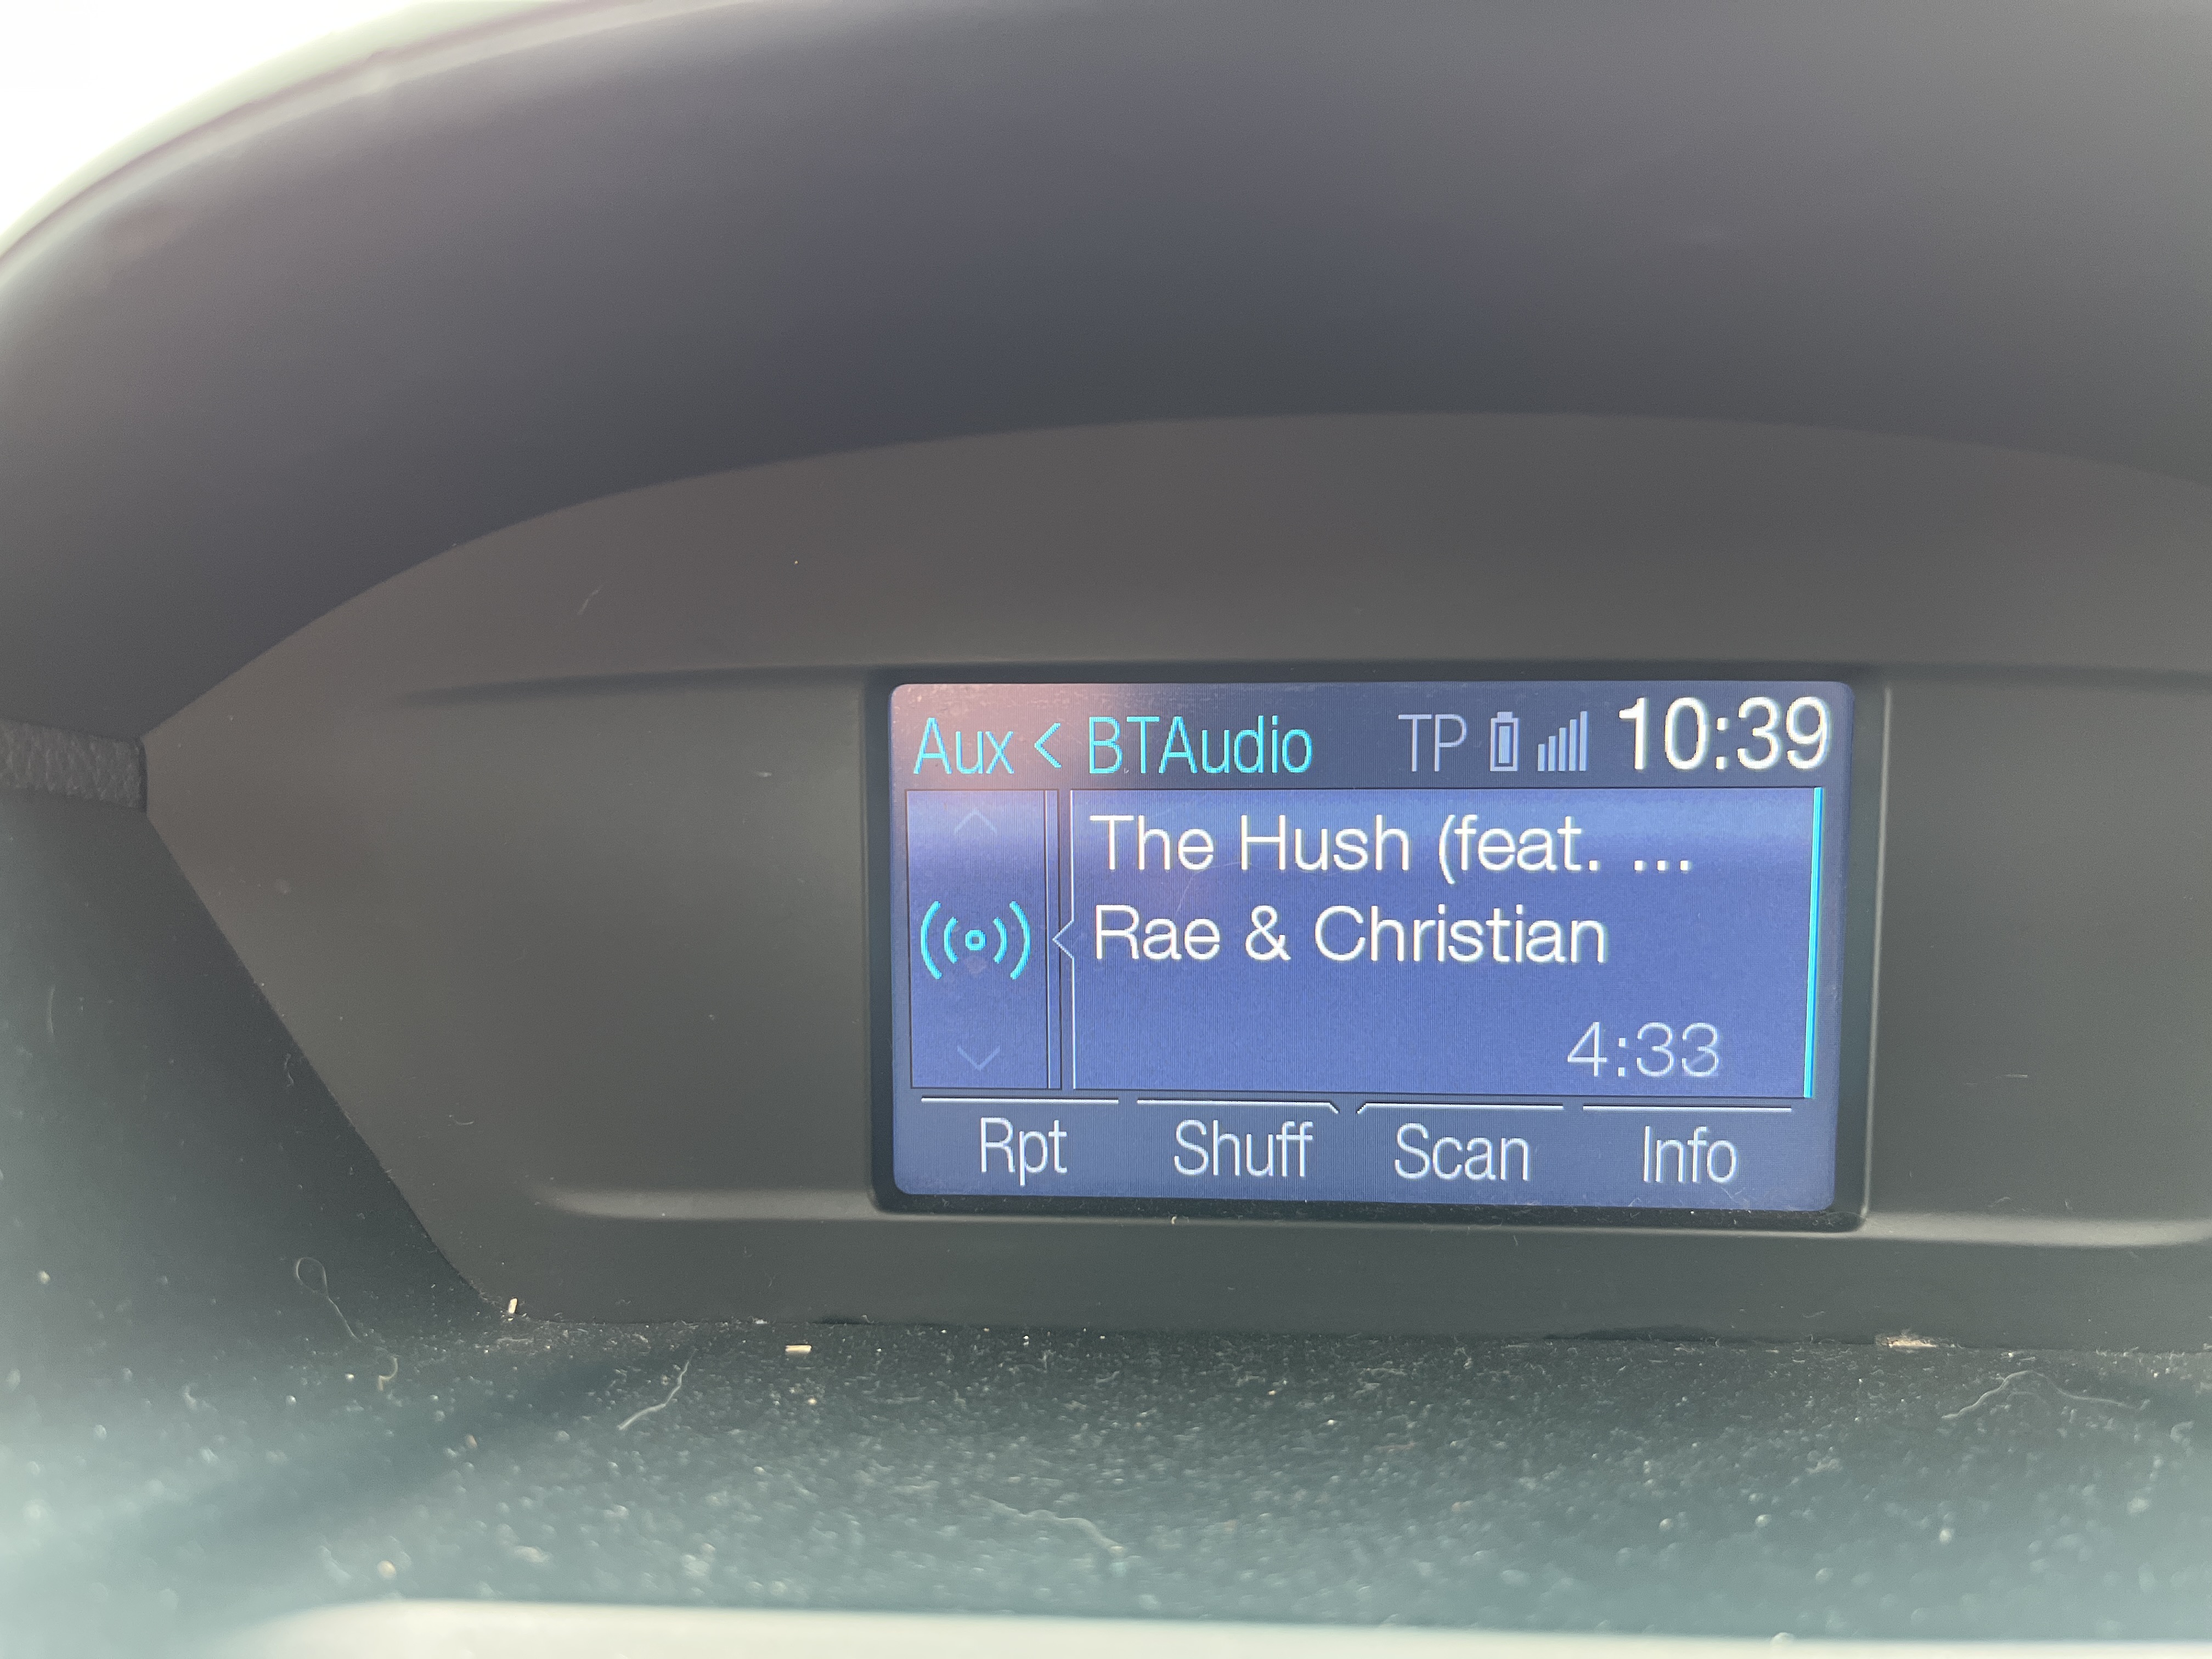 Aux < BTAudio TP 10:39
The Hush (feat. ...
Rae & Christian
4:33
Rpt Shuff Scan Info